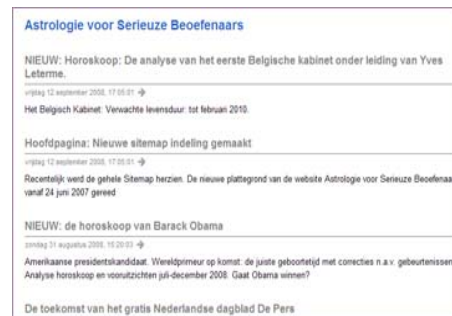 Astrologie voor Serieuze Beoefenaars
NIEUW: Horoskoop: De analyse van het eerste Belgische kabinet onder leiding van Yves
Leterme.
vrijdag 12 september 2008, 17:05:01
Het Belgisch Kabinet: Verwachte levensduur: tot februari 2010.
Hoofdpagina: Nieuwe sitemap indeling gemaakt
vrijdag 12 september 2008, 17:05:01
Recentelijk werd de gehele Sitemap herzien. De nieuwe plattegrond van de website Astrologie voor Serieuze Beoefenaa
vanaf 24 juni 2007 gereed
NIEUW: de horoskoop van Barack Obama
zondag 31 augustus 2008, 15:20:03
Amerikaanse presidentskandidaat. Wereldprimeur op komst: de juiste geboortetijd met correcties n.a.v. gebeurtenissen
Analyse horoskoop en vooruitzichten juli-december 2008. Gaat Obama winnen?
De toekomst van het gratis Nederlandse dagblad De Pers